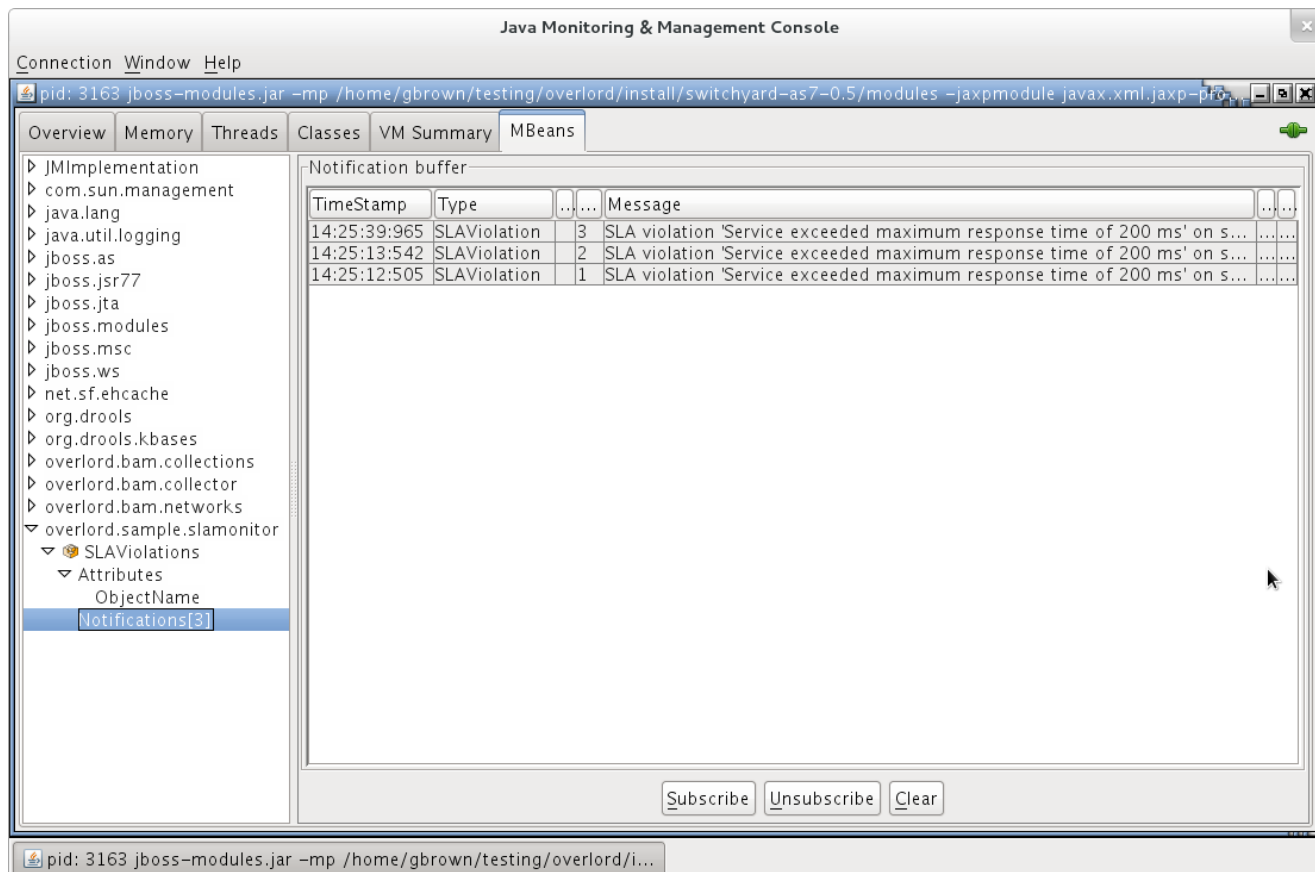 Java Monitoring & Management Console
Connection Window Help
pid: 3163 jboss-modules.jar -mp /home/gbrown/testing/overlord/install/switchyard-as7-0.5/modules -jaxpmodule javax.xml.jaxp-pro...
Overview Memory Threads Classes VM Summary MBeans
JMImplementation
com.sun.management
java.lang
java.util.logging
jboss.as
jboss.jsr77
jboss.jta
jboss.modules
jboss.msc
jboss.ws
net.sf.ehcache
org.drools
org.drools.kbases
overlord.bam.collections
overlord.bam.collector
overlord.bam.networks
overlord.sample.slamonitor
SLAViolations
Attributes
ObjectName
Notifications[3]
Notification buffer
TimeStamp Type ... ... Message ... ...
14:25:39:965 SLAViolation 3 SLA violation 'Service exceeded maximum response time of 200 ms' on s... ... ...
14:25:13:542 SLAViolation 2 SLA violation 'Service exceeded maximum response time of 200 ms' on s... ... ...
14:25:12:505 SLAViolation 1 SLA violation 'Service exceeded maximum response time of 200 ms' on s... ... ...
Subscribe Unsubscribe Clear
pid: 3163 jboss-modules.jar -mp /home/gbrown/testing/overlord/i...